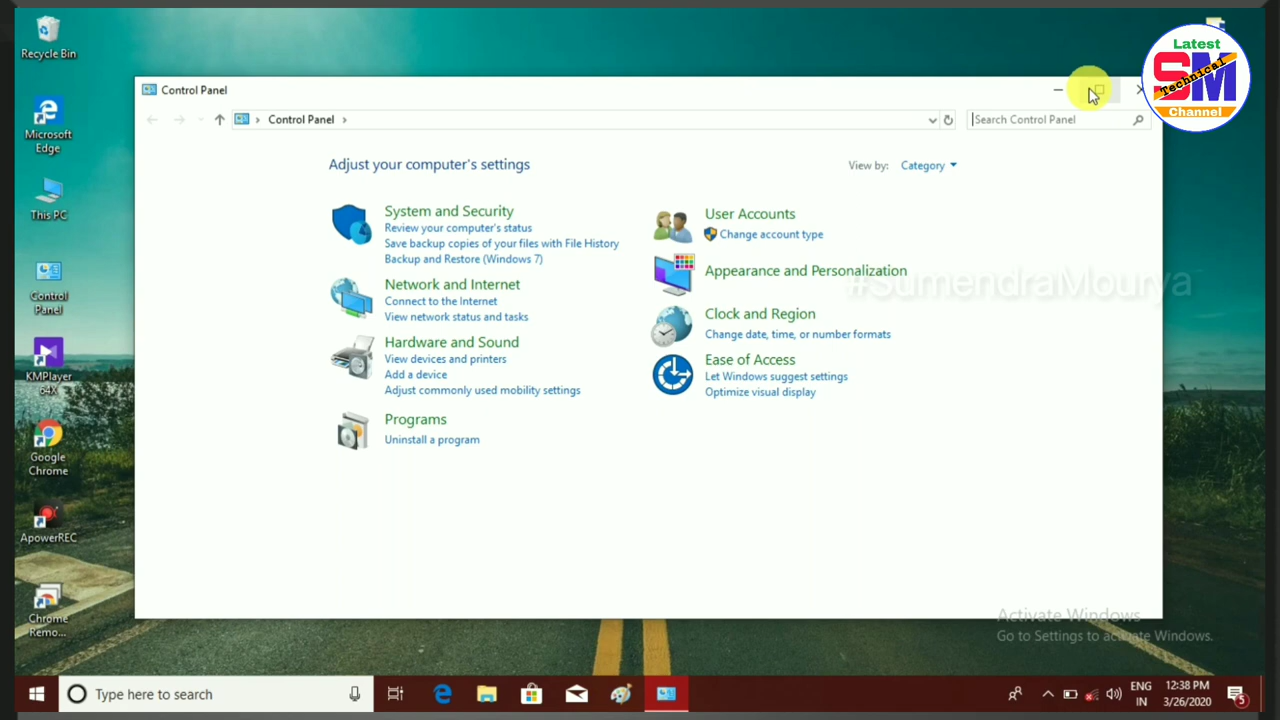 Recycle Bin
Microsoft
Edge
This PC
Control
Panel
KMPlayer
64X
Google
Chrome
ApowerREC
Chrome
Remo...
Latest
SM
Technical
Channel
Control Panel
Control Panel
Search Control Panel
Adjust your computer's settings
View by: Category
System and Security
Review your computer's status
Save backup copies of your files with File History
Backup and Restore (Windows 7)
Network and Internet
Connect to the Internet
View network status and tasks
Hardware and Sound
View devices and printers
Add a device
Adjust commonly used mobility settings
Programs
Uninstall a program
User Accounts
Change account type
Appearance and Personalization
#SumendraMourya
Clock and Region
Change date, time, or number formats
Ease of Access
Let Windows suggest settings
Optimize visual display
Activate Windows
Go to Settings to activate Windows.
Type here to search
ENG
IN
12:38 PM
3/26/2020
5